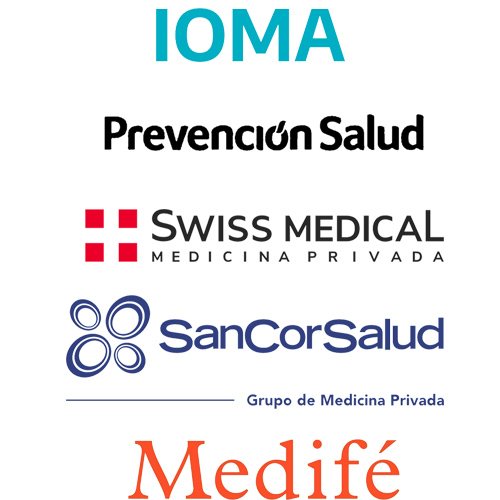 IOMA
Prevención Salud
SWISS MEDICAL
MEDICINA PRIVADA
SanCorSalud
Grupo de Medicina Privada
Medifé